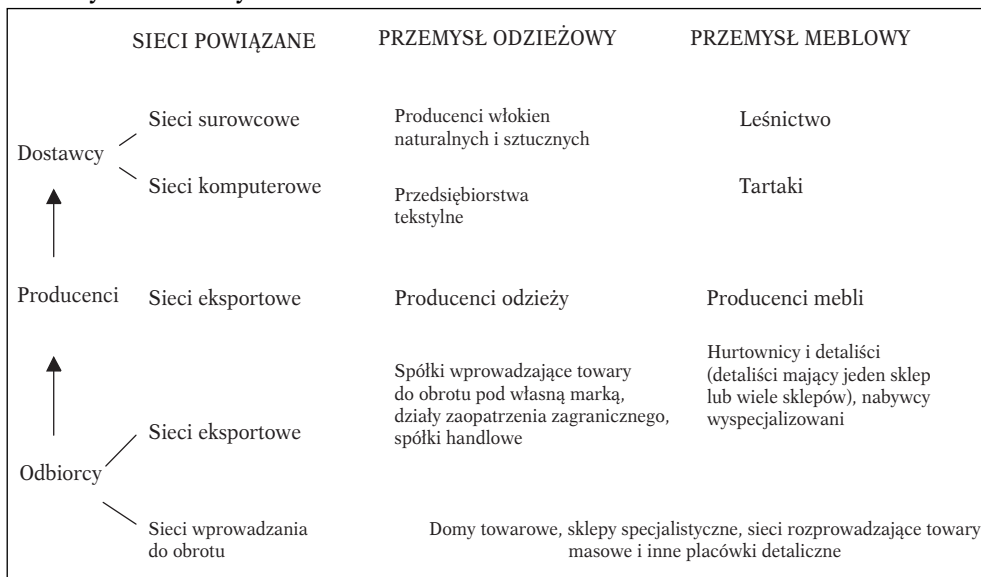 SIECI POWIĄZANE PRZEMYSŁ ODZIEŻOWY PRZEMYSŁ MEBLOWY
Sieci surowcowe
Producenci włokien
naturalnych i sztucznych
Leśnictwo
Dostawcy
Sieci komputerowe
Przedsiębiorstwa
tekstylne
Tartaki
Producenci Sieci eksportowe Producenci odzieży Producenci mebli
Spółki wprowadzające towary
do obrotu pod własną marką,
działy zaopatrzenia zagranicznego,
spółki handlowe
Hurtownicy i detaliści
(detaliści mający jeden sklep
lub wiele sklepów), nabywcy
wyspecjalizowani
Sieci eksportowe
Odbiorcy
Sieci wprowadzania
do obrotu
Domy towarowe, sklepy specjalistyczne, sieci rozprowadzające towary
masowe i inne placówki detaliczne